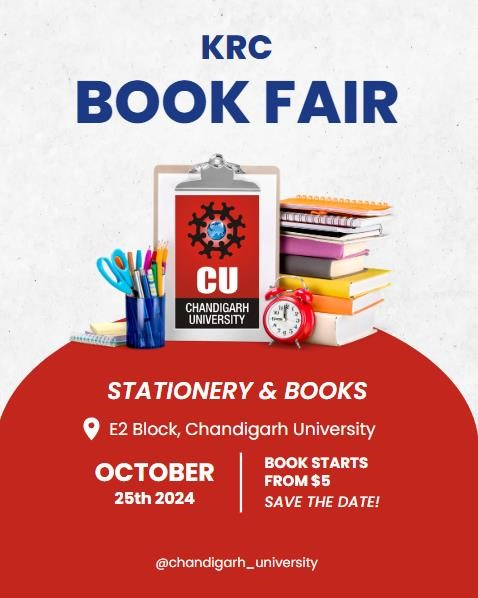 KRC
BOOK FAIR
CU
CHANDIGARH
UNIVERSITY
STATIONERY & BOOKS
E2 Block, Chandigarh University
OCTOBER
25th 2024
BOOK STARTS
FROM $5
SAVE THE DATE!
@chandigarh_university